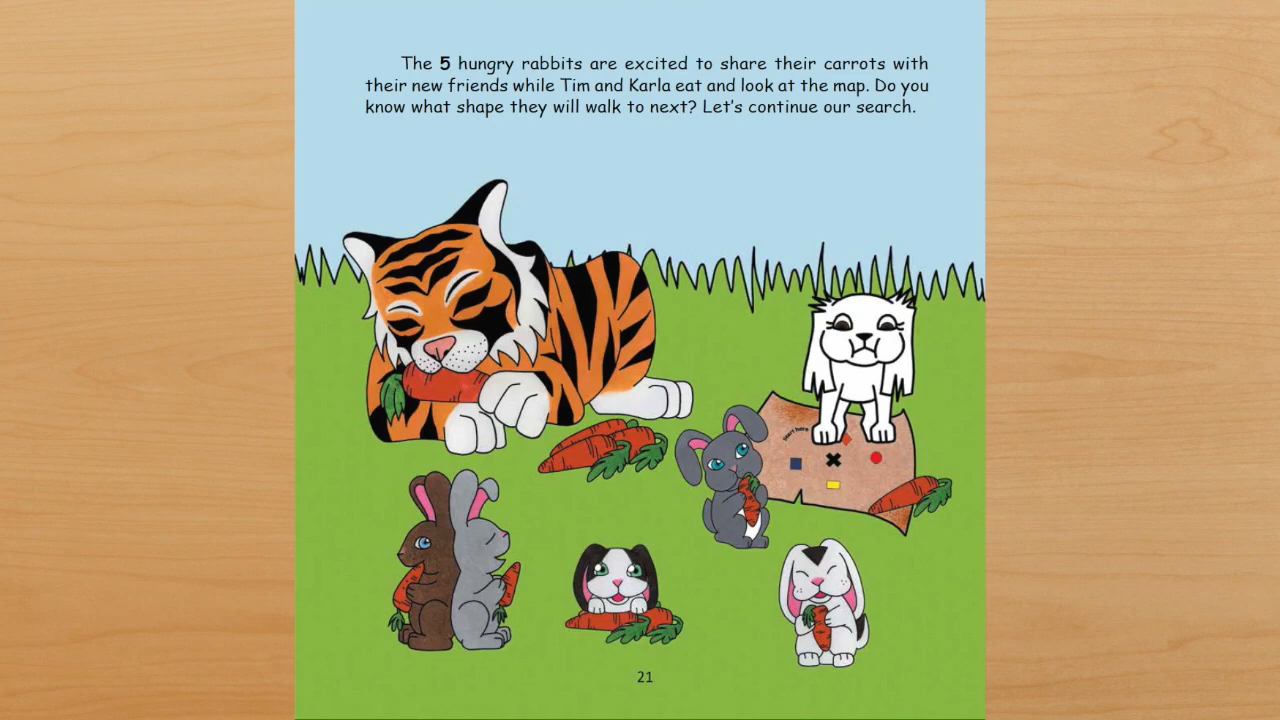 The 5 hungry rabbits are excited to share their carrots with
their new friends while Tim and Karla eat and look at the map. Do you
know what shape they will walk to next? Let's continue our search.
Start here
21